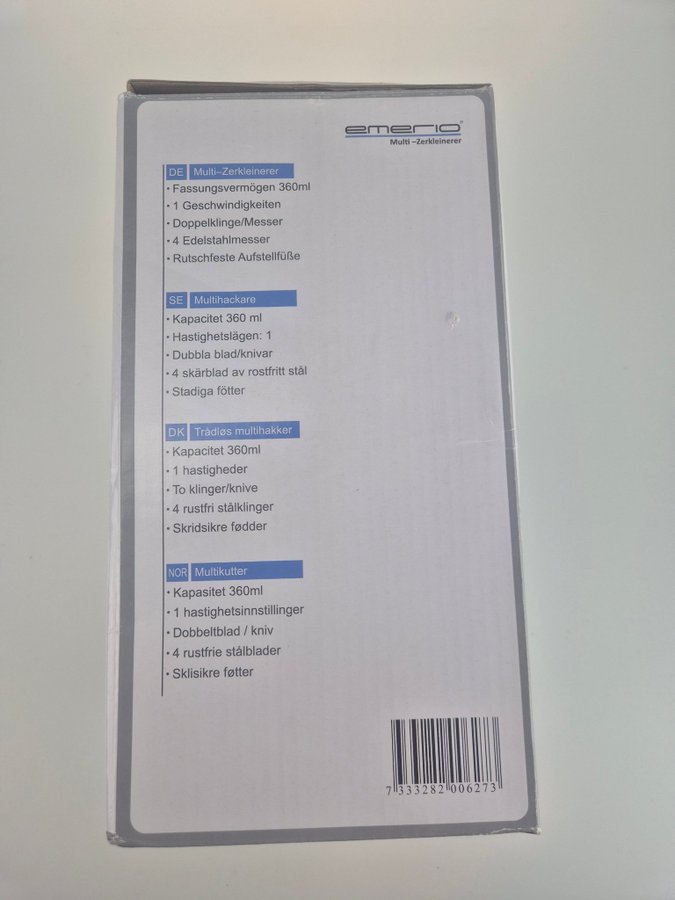 emerio®
Multi –Zerkleinerer
DE Multi–Zerkleinerer
• Fassungsvermögen 360ml
• 1 Geschwindigkeiten
• Doppelklinge/Messer
• 4 Edelstahlmesser
• Rutschfeste Aufstellfüße
SE Multihackare
• Kapacitet 360 ml
• Hastighetslägen: 1
• Dubbla blad/knivar
• 4 skärblad av rostfritt stål
• Stadiga fötter
DK Trådløs multihakker
• Kapacitet 360ml
• 1 hastigheder
• To klinger/knive
• 4 rustfri stålklinger
• Skridsikre fødder
NOR Multikutter
• Kapasitet 360ml
• 1 hastighetsinnstillinger
• Dobbeltblad / kniv
• 4 rustfrie stålblader
• Sklisikre føtter
7 333282 006273